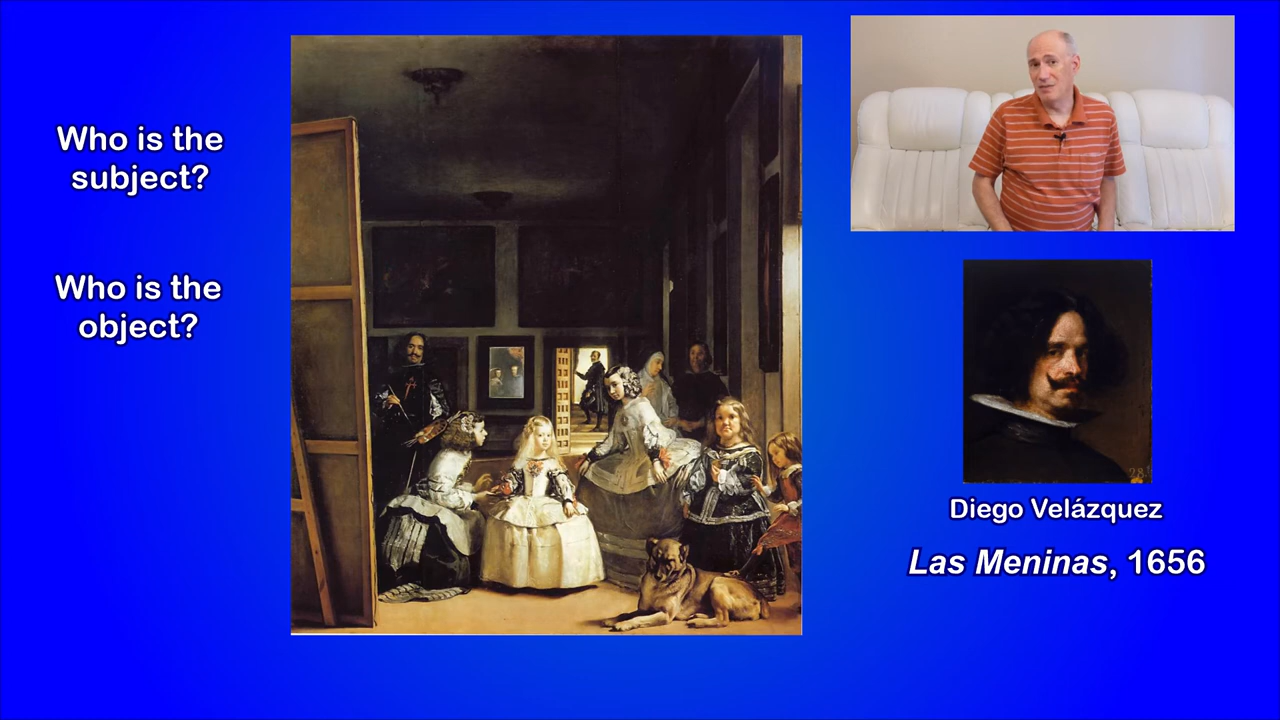 Who is the
subject?
Who is the
object?
Diego Velázquez
Las Meninas, 1656